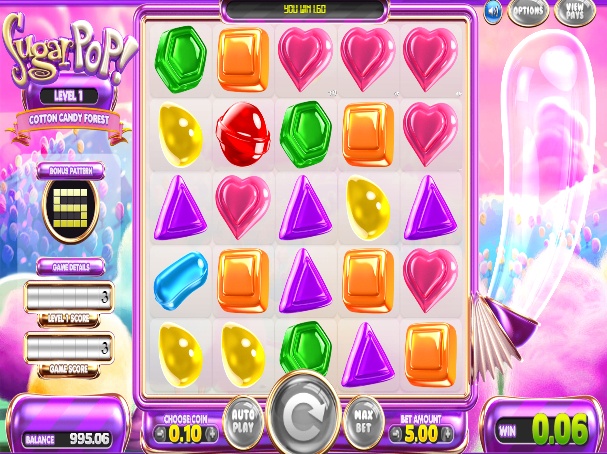 YOU WIN 1.60
OPTIONS
VIEW PAYS
Sugar POP!
LEVEL 1
COTTON CANDY FOREST
BONUS PATTERN
GAME DETAILS
3
LEVEL 1 SCORE
3
GAME SCORE
BALANCE 995.06
CHOOSE COIN
0.10
AUTO PLAY
MAX BET
BET AMOUNT
5.00
WIN 0.06